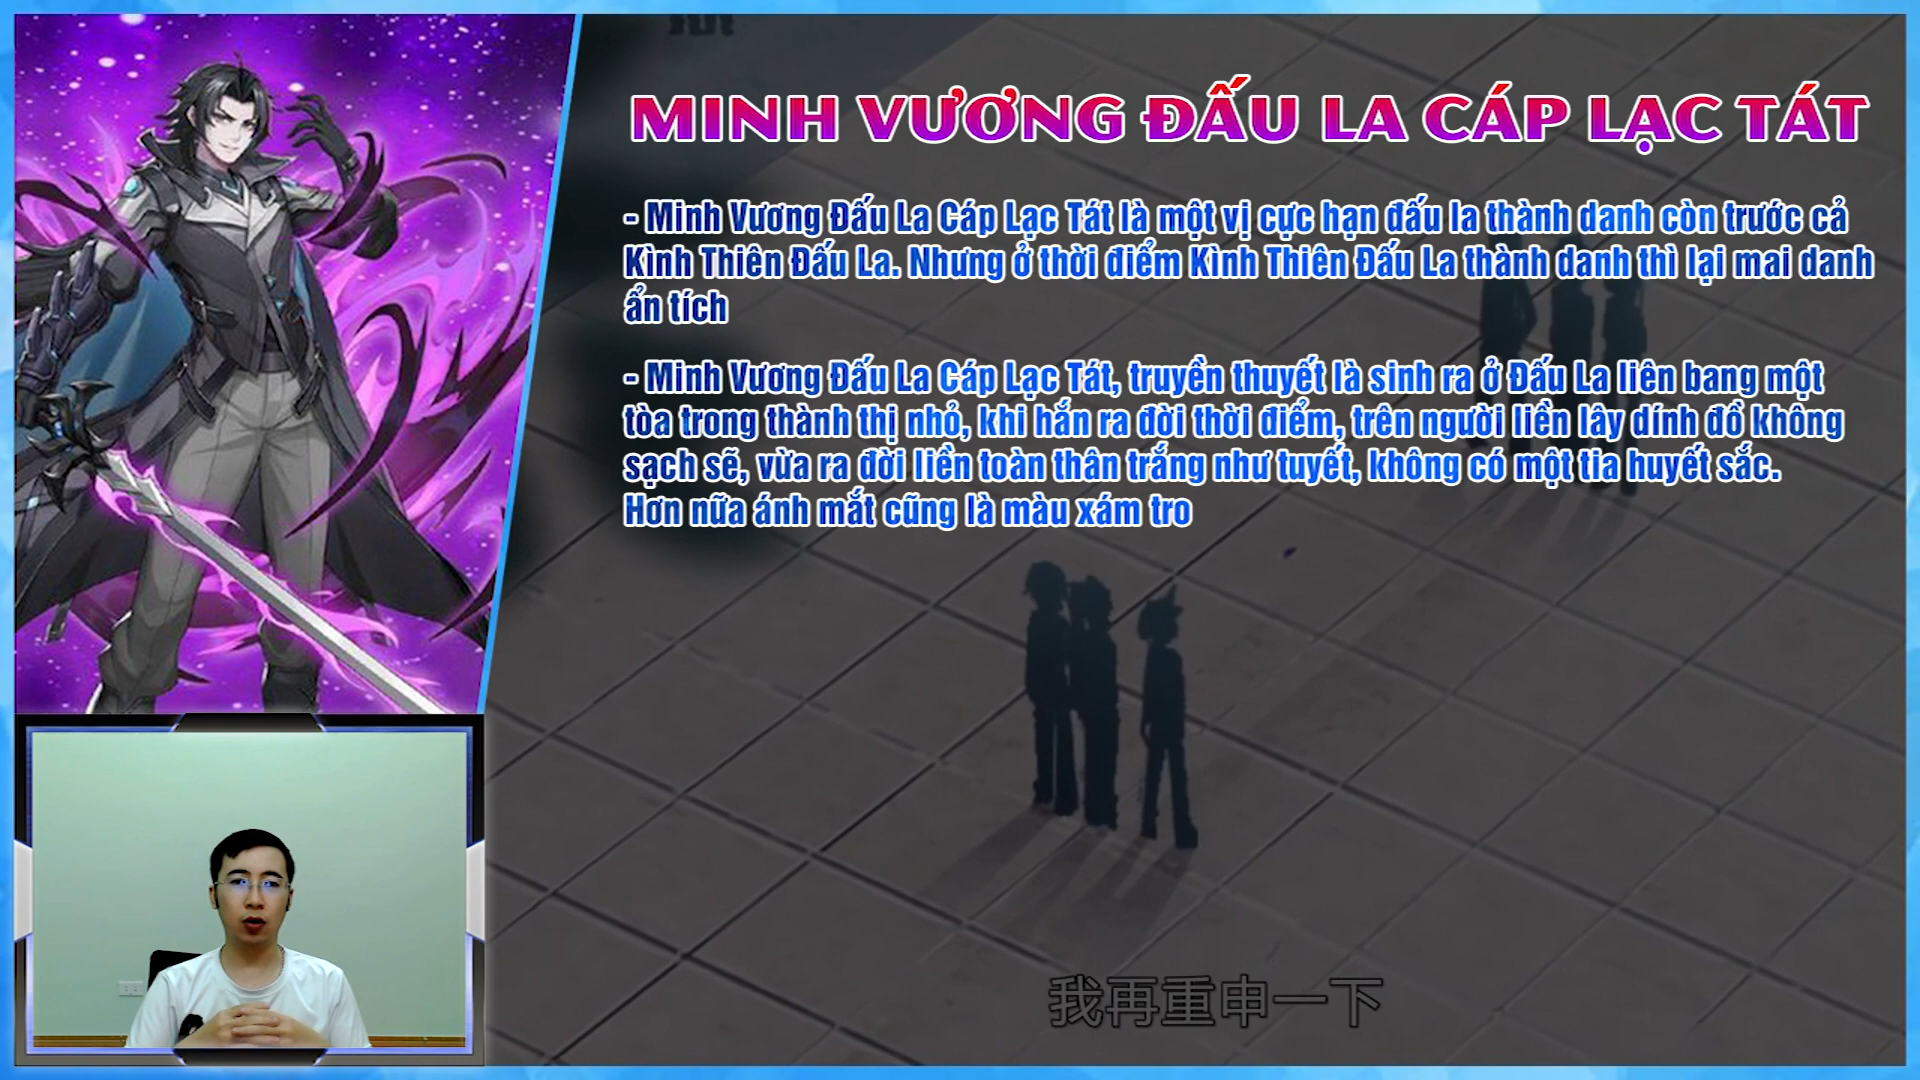 MINH VƯƠNG ĐẤU LA CÁP LẠC TÁT
- Minh Vương Đấu La Cáp Lạc Tát là một vị cực hạn đấu la thành danh còn trước cả
Kình Thiên Đấu La. Nhưng ở thời điểm Kình Thiên Đấu La thành danh thì lại mai danh
ẩn tích
- Minh Vương Đấu La Cáp Lạc Tát, truyền thuyết là sinh ra ở Đấu La liên bang một
tòa trong thành thị nhỏ, khi hắn ra đời thời điểm, trên người liền lây dính đồ không
sạch sẽ, vừa ra đời liền toàn thân trắng như tuyết, không có một tia huyết sắc.
Hơn nữa ánh mắt cũng là màu xám tro
我再重申一下